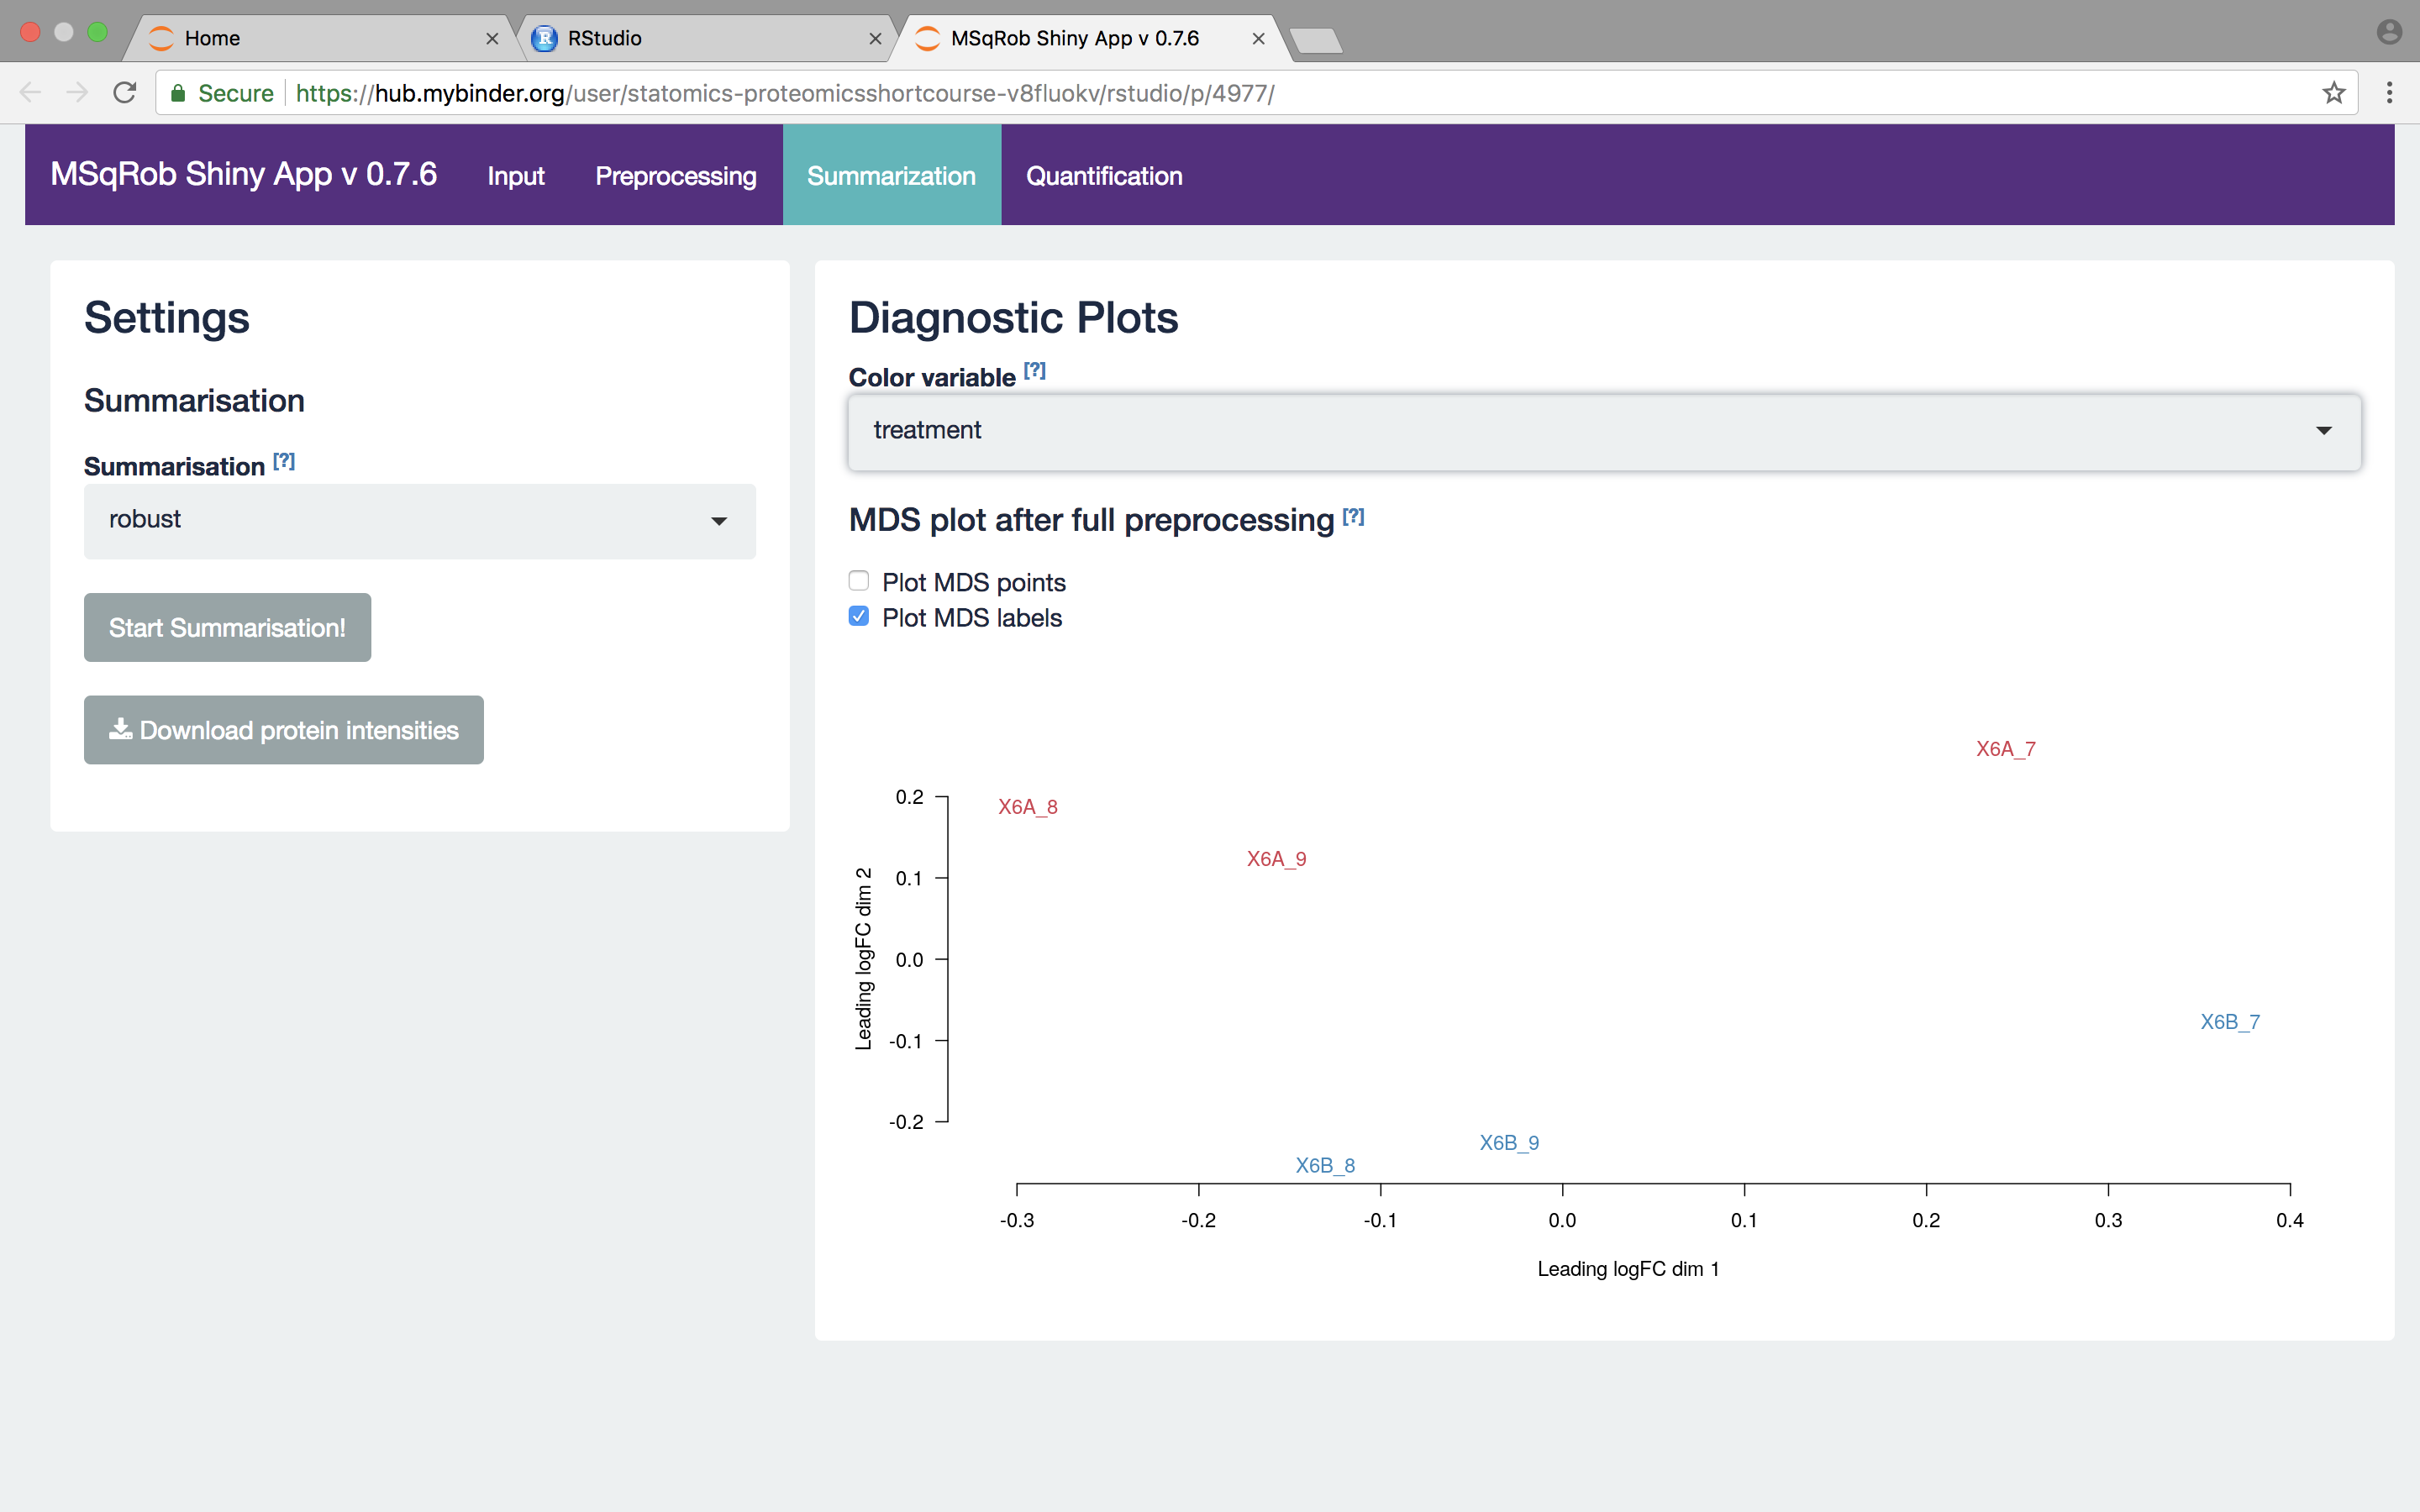 Home
RStudio
MSqRob Shiny App v 0.7.6
Secure https://hub.mybinder.org/user/statomics-proteomicsshortcourse-v8fluokv/rstudio/p/4977/
MSqRob Shiny App v 0.7.6 Input Preprocessing Summarization Quantification
Settings
Summarisation
Summarisation [?]
robust
Start Summarisation!
Download protein intensities
Diagnostic Plots
Color variable [?]
treatment
MDS plot after full preprocessing [?]
Plot MDS points
Plot MDS labels
X6A_7
X6A_8
X6A_9
X6B_7
X6B_9
X6B_8
0.2
0.1
0.0
-0.1
-0.2
Leading logFC dim 2
-0.3 -0.2 -0.1 0.0 0.1 0.2 0.3 0.4
Leading logFC dim 1